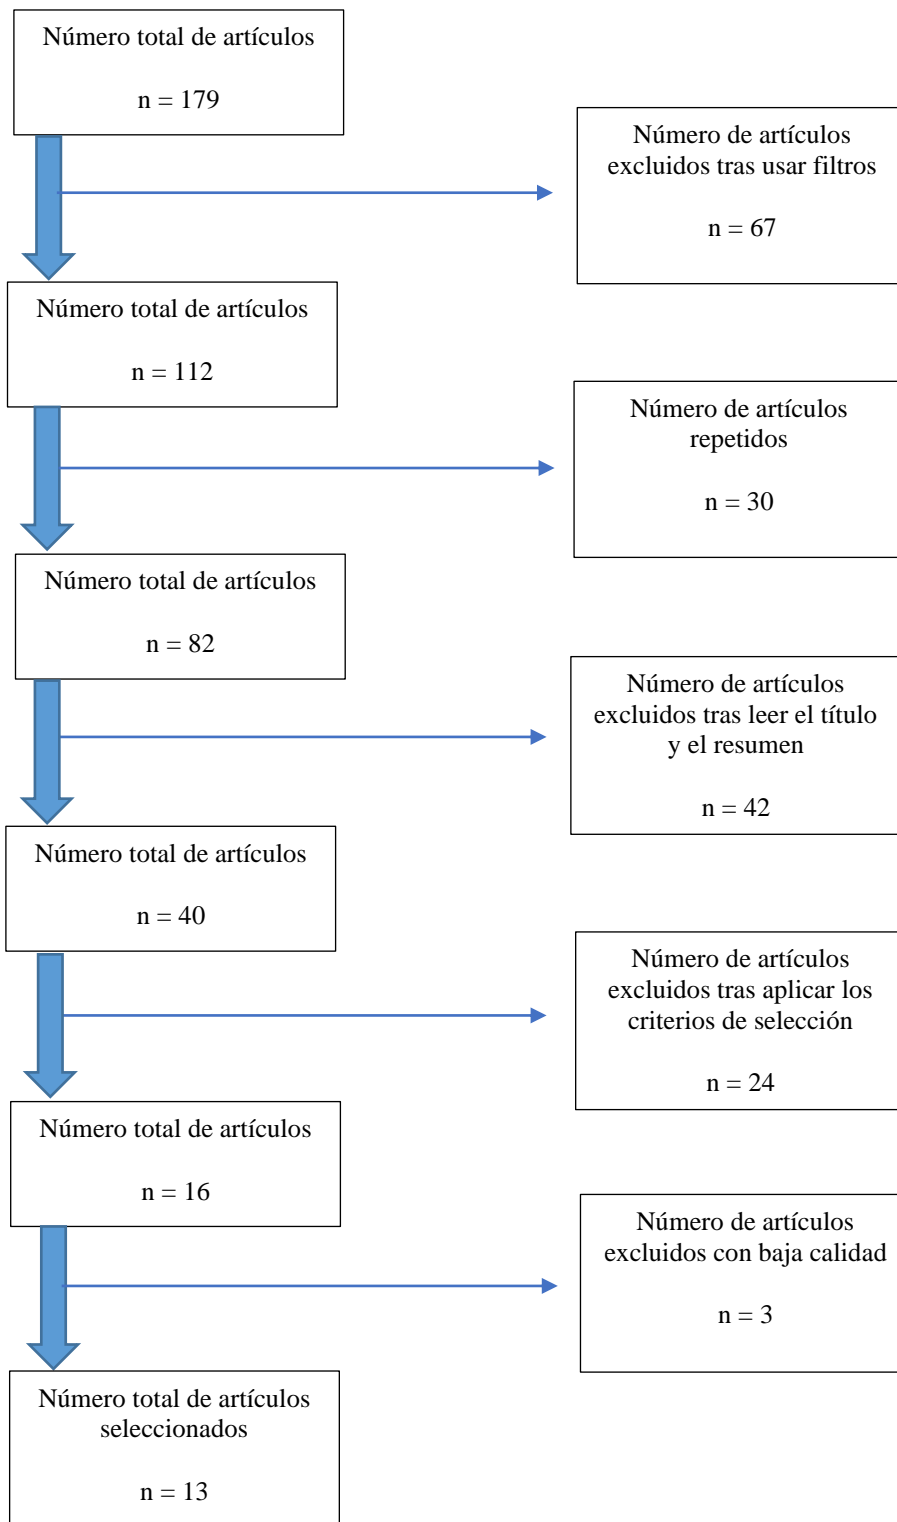 Número total de artículos
n = 179
Número de artículos
excluidos tras usar filtros
n = 67
Número total de artículos
n = 112
Número de artículos
repetidos
n = 30
Número total de artículos
n = 82
Número de artículos
excluidos tras leer el título
y el resumen
n = 42
Número total de artículos
n = 40
Número de artículos
excluidos tras aplicar los
criterios de selección
n = 24
Número total de artículos
n = 16
Número de artículos
excluidos con baja calidad
n = 3
Número total de artículos
seleccionados
n = 13